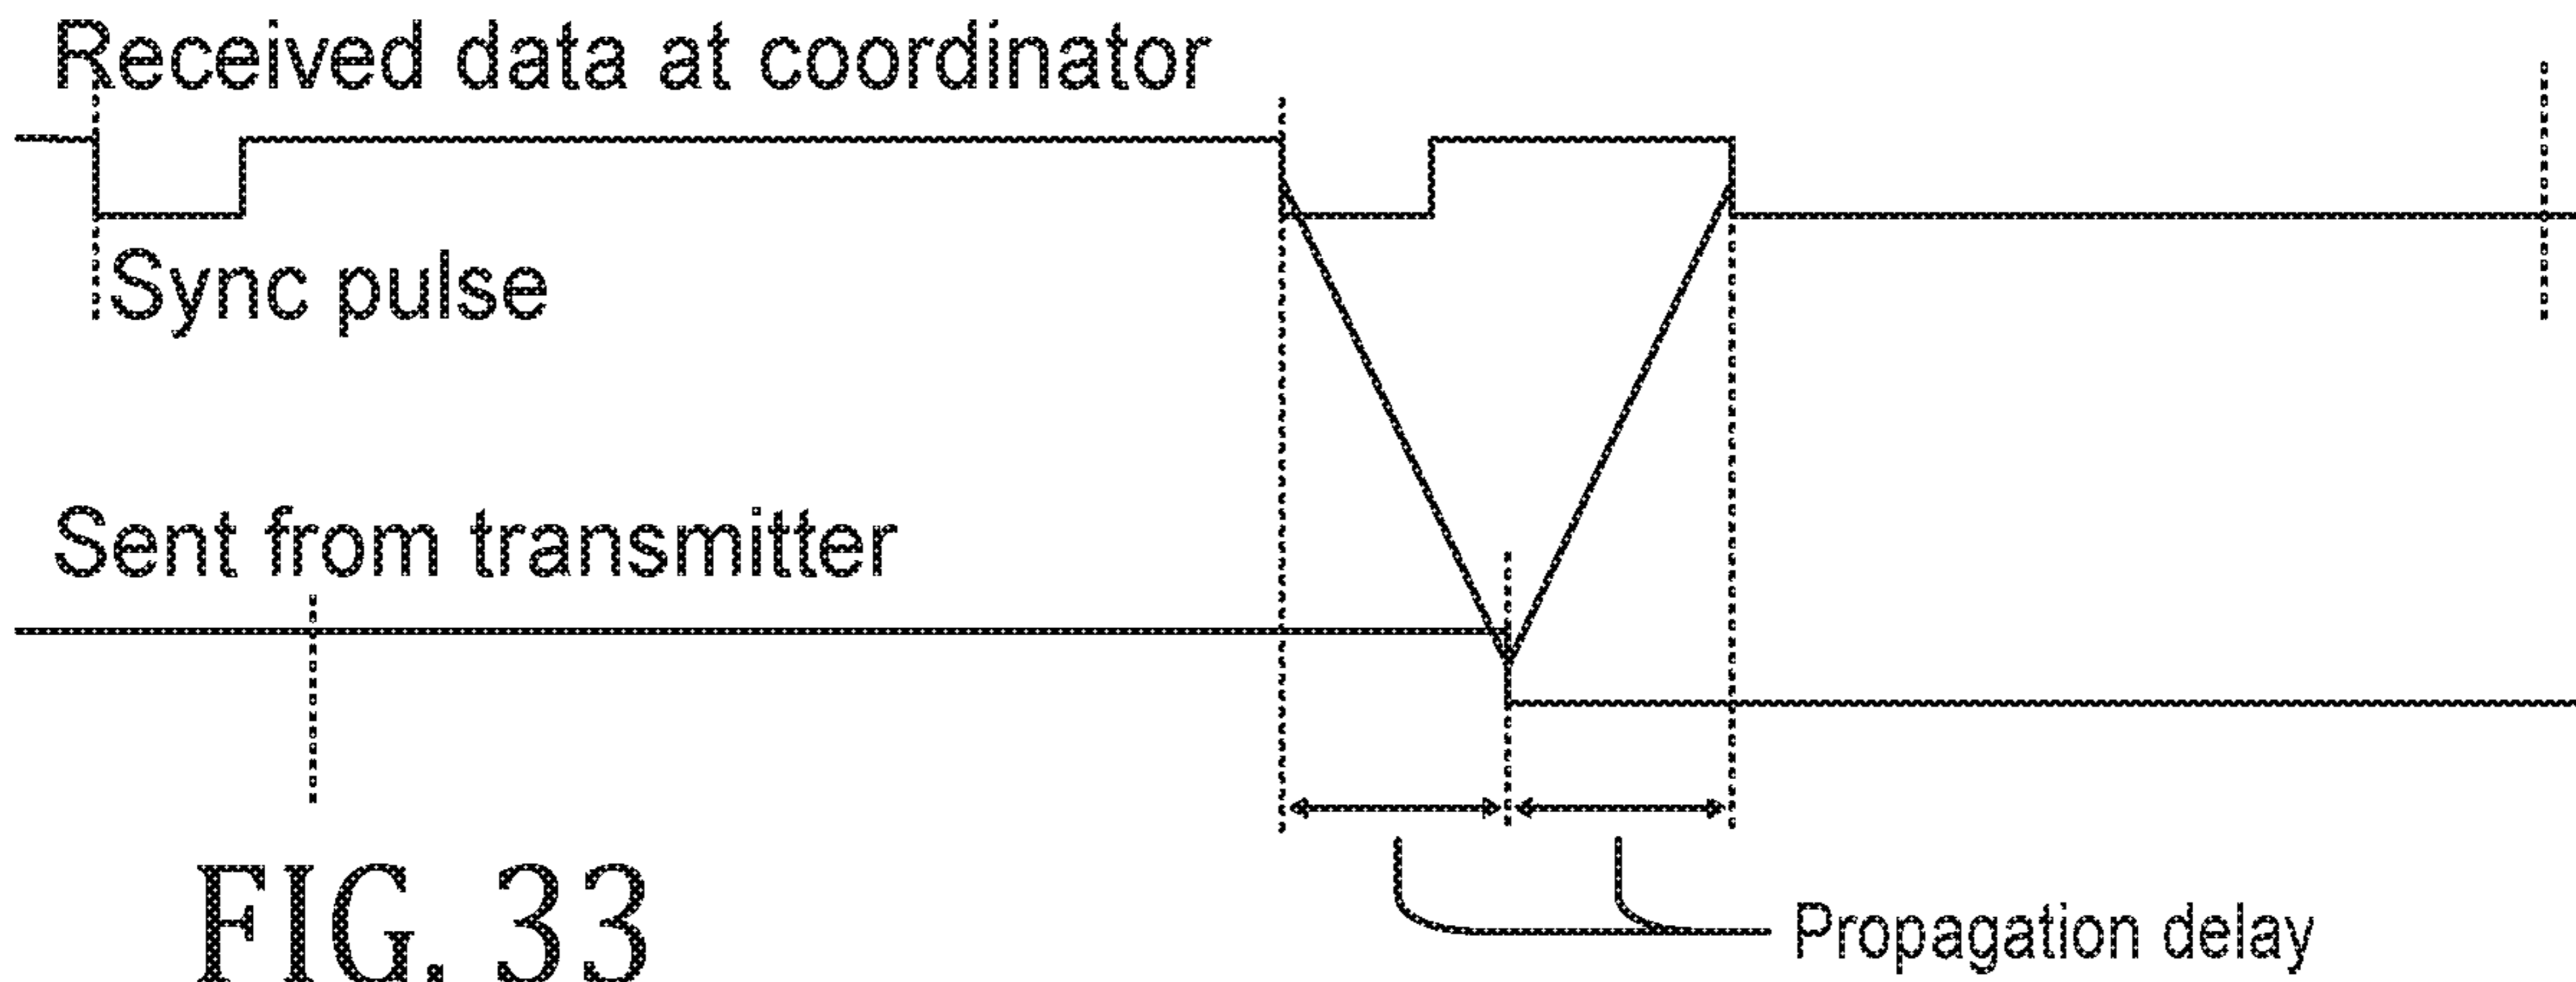 Received data at coordinator
Sync pulse
Sent from transmitter
Propagation delay
FIG. 33